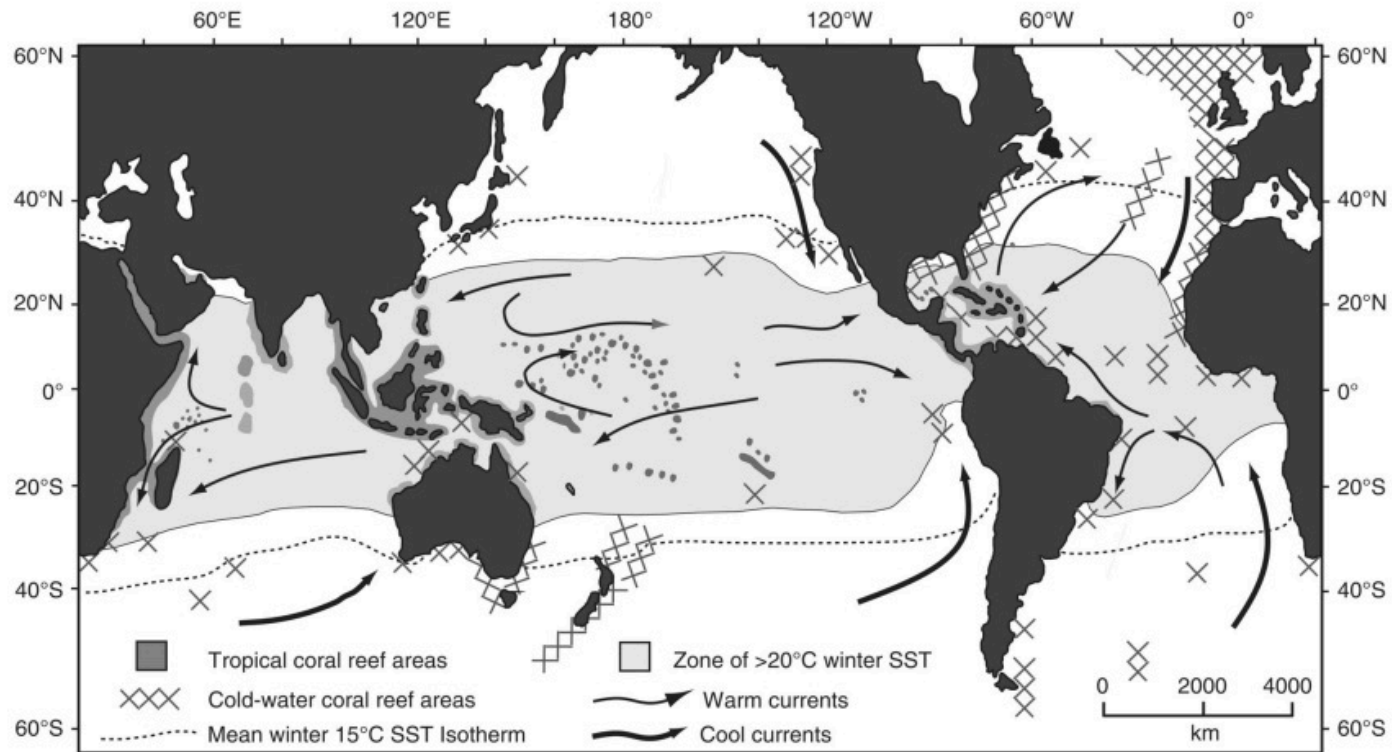 60°E 120°E 180° 120°W 60°W 0°
60°N 60°N
40°N 40°N
20°N 20°N
0° 0°
20°S 20°S
40°S 40°S
Tropical coral reef areas Zone of >20°C winter SST
Cold-water coral reef areas Warm currents 0 2000 4000
Mean winter 15°C SST Isotherm Cool currents km
60°S 60°S